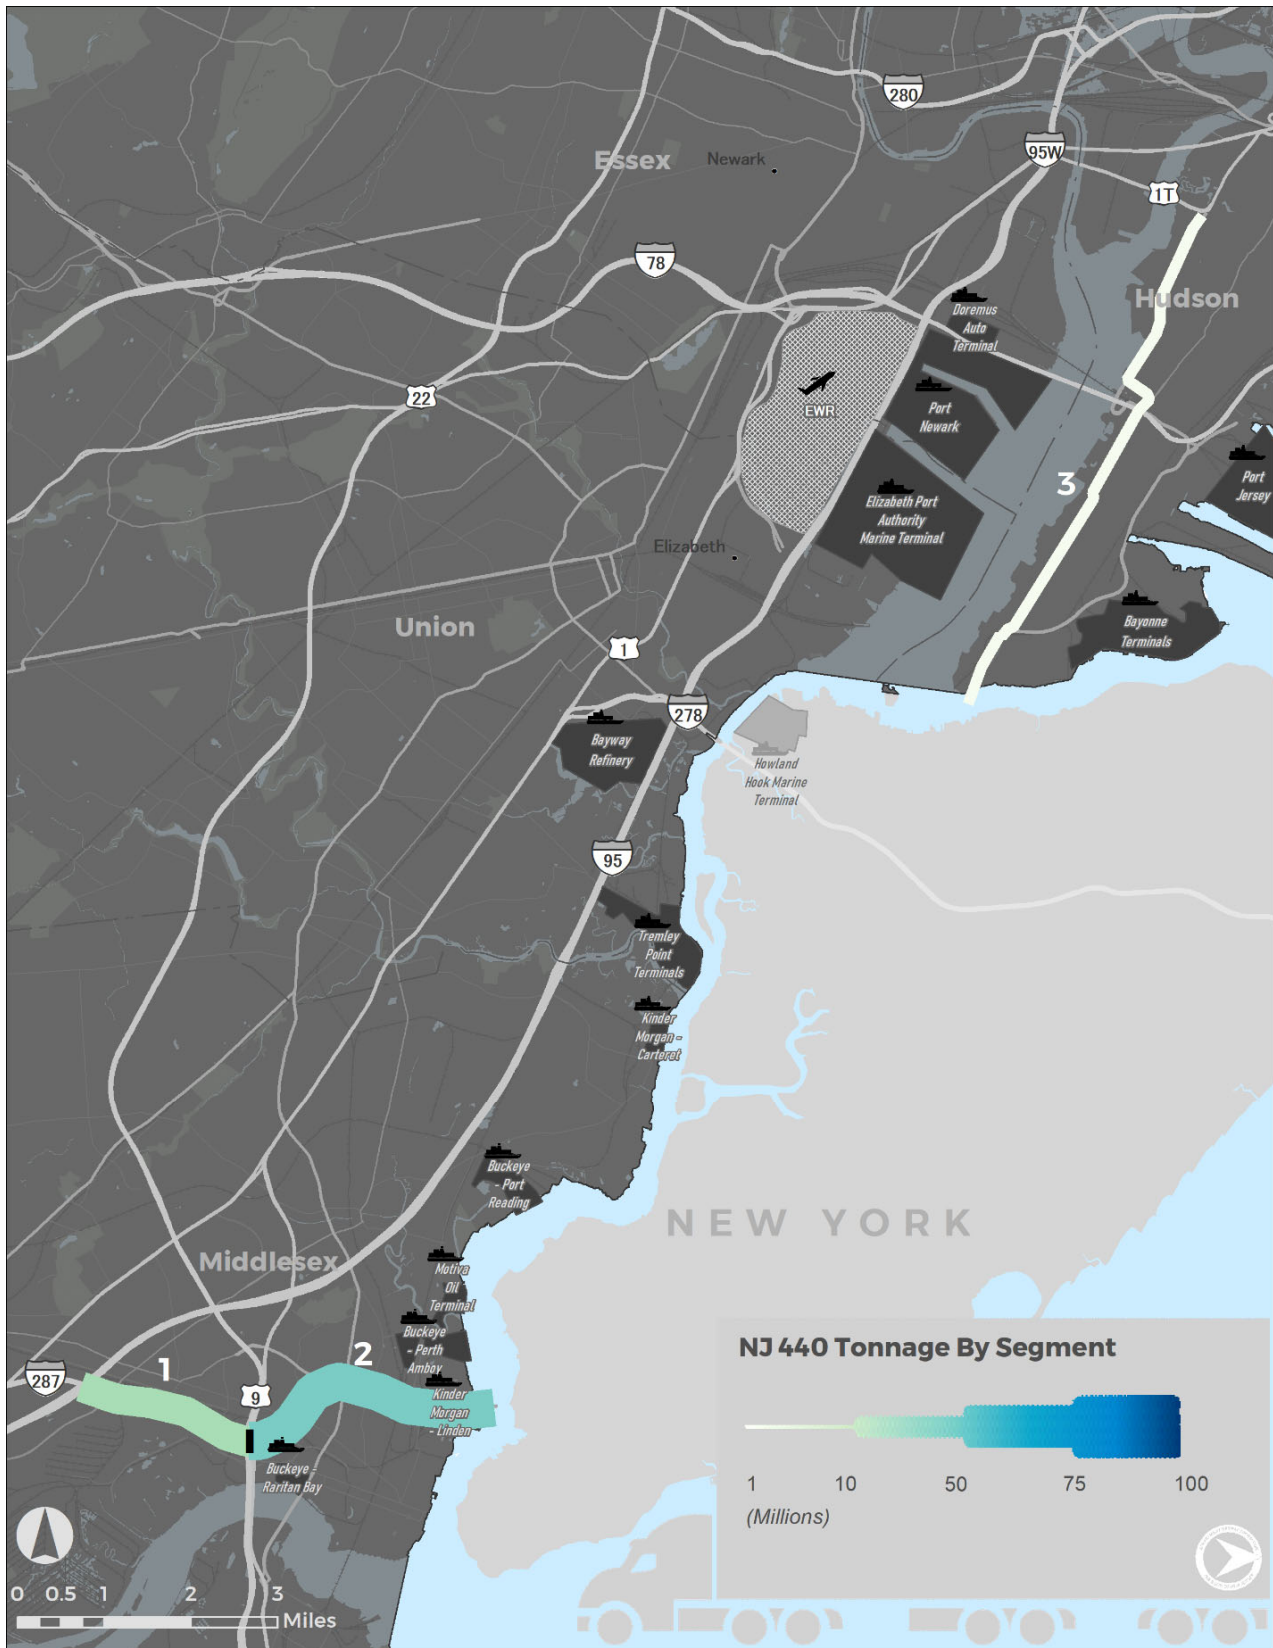 280
Essex
Newark
95W
1T
78
Hudson
Doremus
Auto
Terminal
22
EWR
Port
Newark
3
Port
Jersey
Elizabeth Port
Authority
Marine Terminal
Elizabeth
Union
1
Bayonne
Terminals
278
Bayway
Refinery
Howland
Hook Marine
Terminal
95
Tremley
Point
Terminals
Kinder
Morgan -
Carteret
Buckeye
- Port
Reading
NEW YORK
Middlesex
Motiva
Oil
Terminal
Buckeye
- Perth
Amboy
1
2
287
9
Kinder
Morgan
- Linden
Buckeye -
Raritan Bay
NJ 440 Tonnage By Segment
1 10 50 75 100
(Millions)
0 0.5 1 2 3
Miles